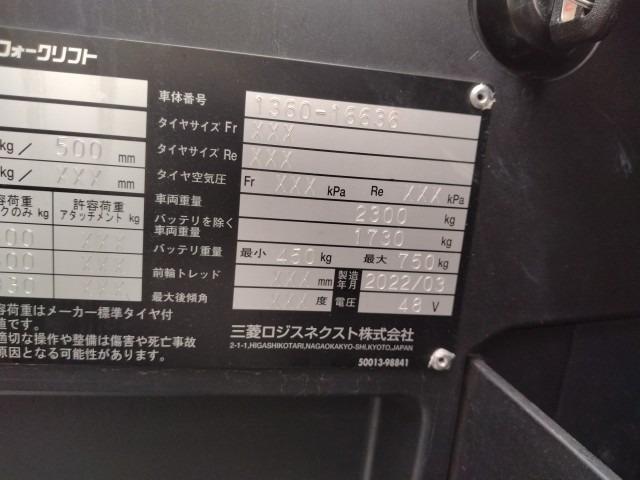 フォークリフト
車体番号 1360-16636
タイヤサイズ Fr XXX
kg / 500 mm
タイヤサイズ Re XXX
kg / XXX mm
タイヤ空気圧 Fr XXX kPa Re XXX kPa
車両重量 2300 kg
容荷重 許容荷重
クのみ kg アタッチメント kg
バッテリを除く
車両重量 1730 kg
00 XXX
バッテリ重量 最小 450 kg 最大 750 kg
00 XXX
前輪トレッド XXX mm 製造年月 2022/03
30 XXX
最大後傾角 XXX 度 電圧 48 V
容荷重はメーカー標準タイヤ付
値です。
適切な操作や整備は傷害や死亡事故
原因となる可能性があります。
三菱ロジスネクスト株式会社
2-1-1,HIGASHIKOTARI,NAGAOKAKYO-SHI,KYOTO,JAPAN
50013-98841